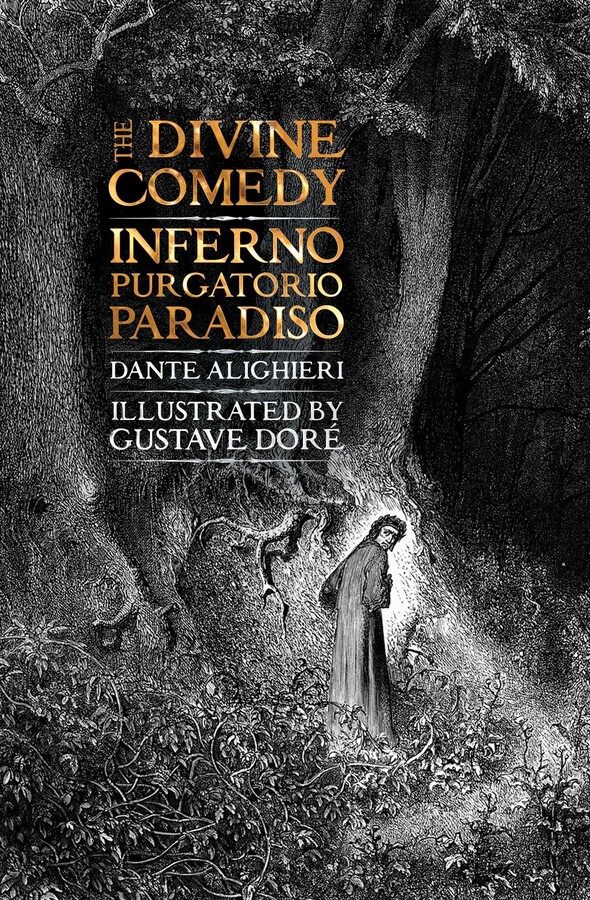 THE DIVINE
COMEDY
INFERNO
PURGATORIO
PARADISO
DANTE ALIGHIERI
ILLUSTRATED BY
GUSTAVE DORÉ